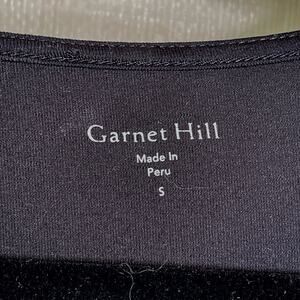 Garnet Hill
Made In
Peru
S